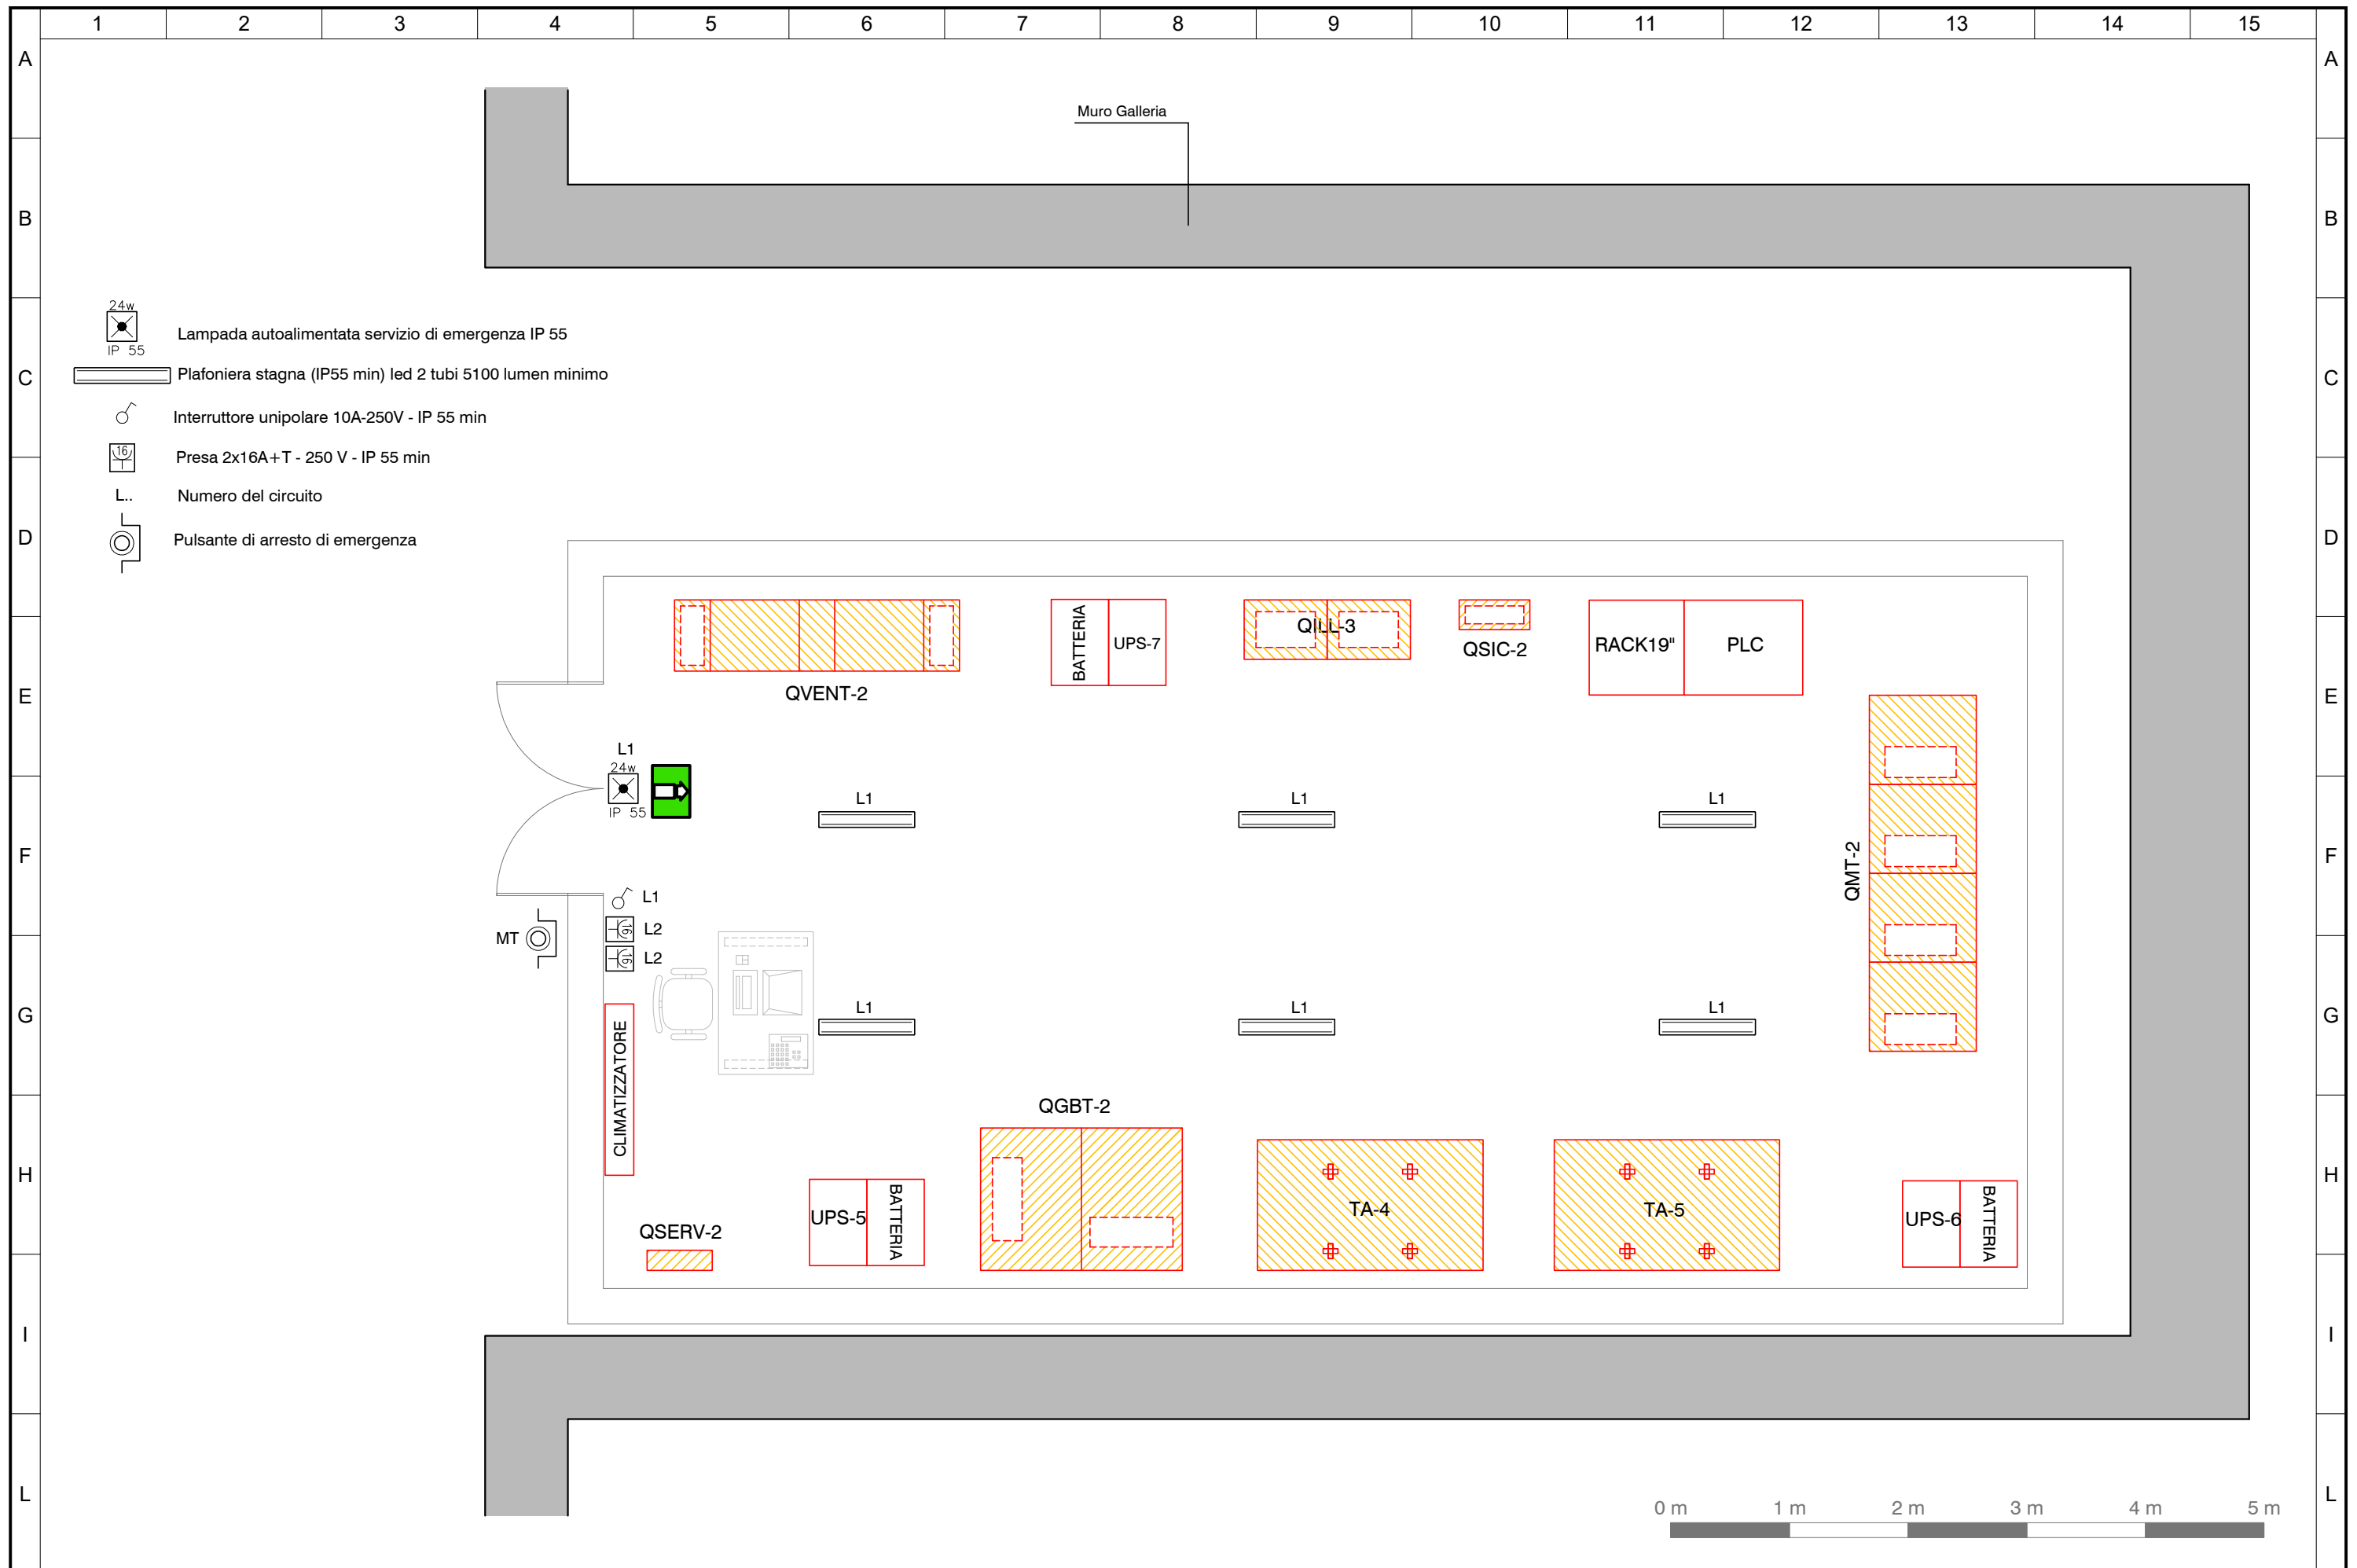 1 2 3 4 5 6 7 8 9 10 11 12 13 14 15
A A
Muro Galleria
B B
24w
IP 55
Lampada autoalimentata servizio di emergenza IP 55
C C
Plafoniera stagna (IP55 min) led 2 tubi 5100 lumen minimo
Interruttore unipolare 10A-250V - IP 55 min
16
Presa 2x16A+T - 250 V - IP 55 min
L.. Numero del circuito
D D
Pulsante di arresto di emergenza
BATTERIA
UPS-7
QILL-3
QSIC-2
RACK19"
PLC
QVENT-2
E E
L1
24w
IP 55
L1
L1
L1
F F
QMT-2
L1
16
L2
MT
16
L2
L1
L1
L1
G G
CLIMATIZZATORE
QGBT-2
H H
UPS-5
BATTERIA
TA-4
TA-5
UPS-6
BATTERIA
QSERV-2
I I
L L
0 m 1 m 2 m 3 m 4 m 5 m